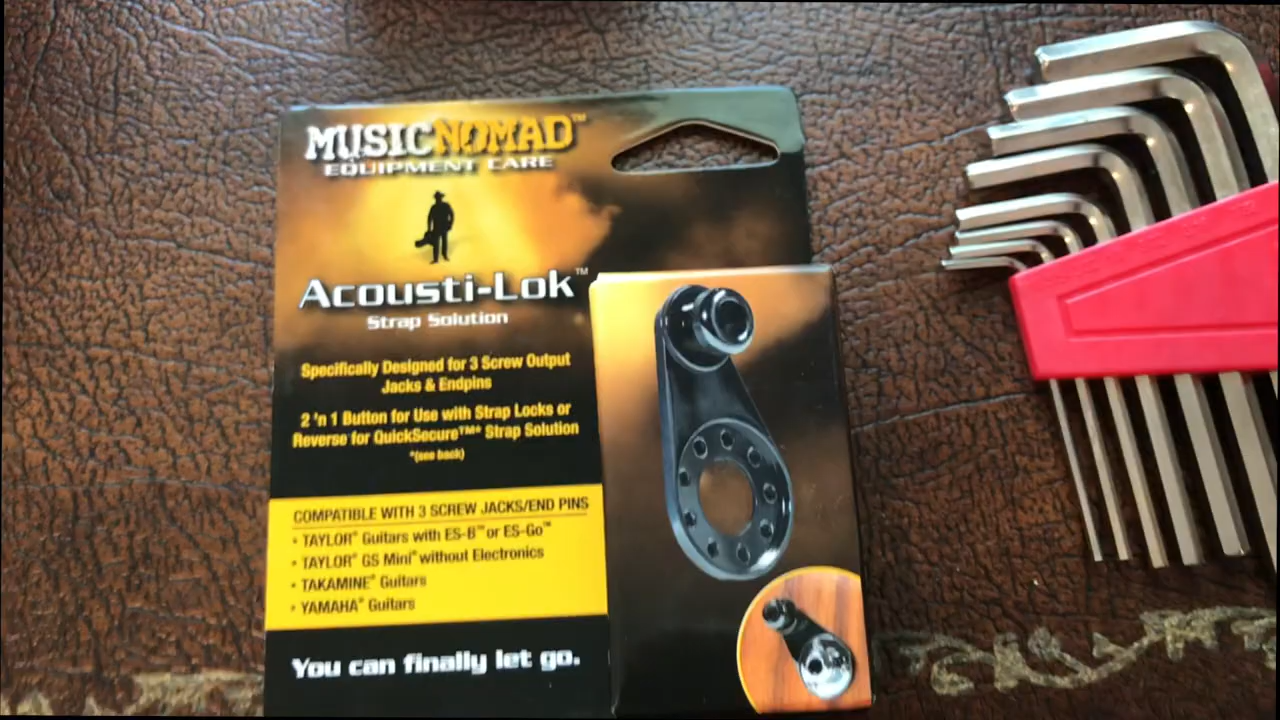 MUSICNOMAD™
EQUIPMENT CARE
Acousti-Lok™
Strap Solution
Specifically Designed for 3 Screw Output
Jacks & Endpins
2 'n 1 Button for Use with Strap Locks or
Reverse for QuickSecure™* Strap Solution
*(see back)
COMPATIBLE WITH 3 SCREW JACKS/END PINS
• TAYLOR® Guitars with ES-B™ or ES-Go™
• TAYLOR® GS Mini® without Electronics
• TAKAMINE® Guitars
• YAMAHA® Guitars
You can finally let go.